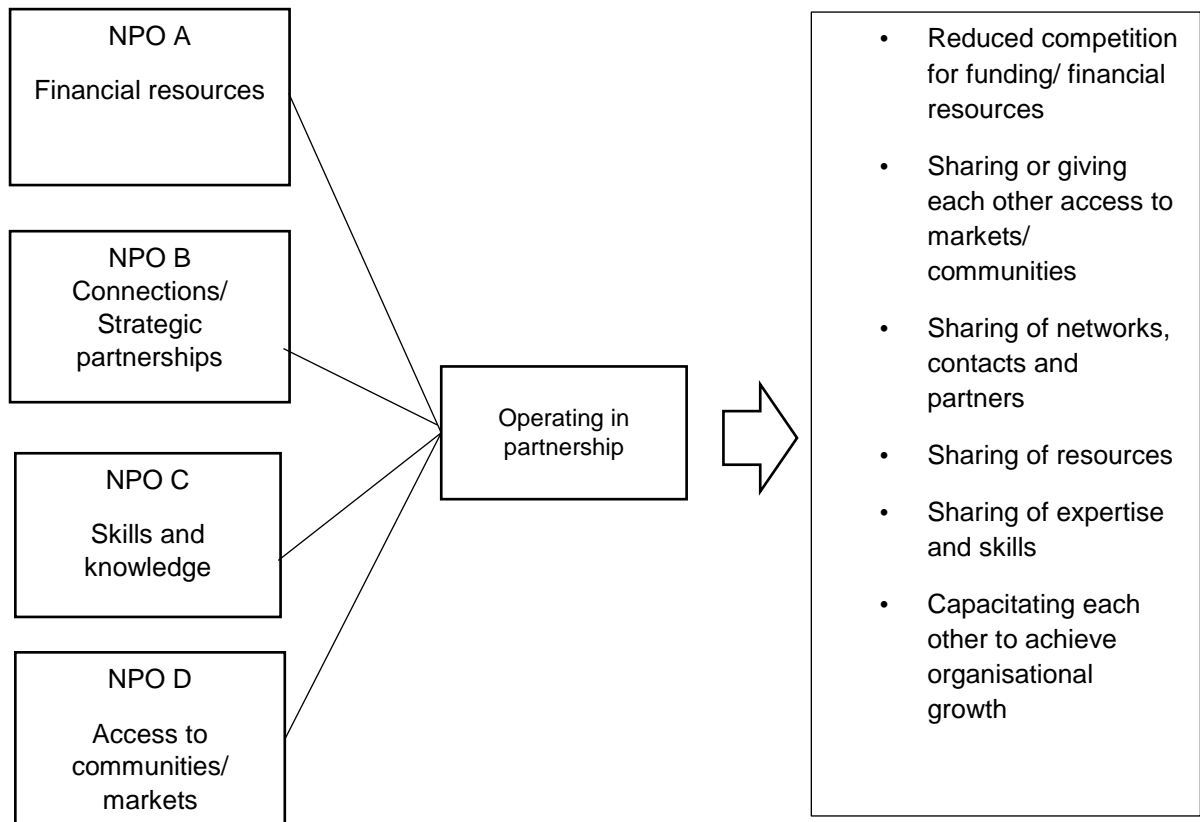 NPO A
Financial resources
NPO B
Connections/
Strategic
partnerships
NPO C
Skills and
knowledge
NPO D
Access to
communities/
markets
Operating in
partnership
• Reduced competition
for funding/ financial
resources
• Sharing or giving
each other access to
markets/
communities
• Sharing of networks,
contacts and
partners
• Sharing of resources
• Sharing of expertise
and skills
• Capacitating each
other to achieve
organisational
growth